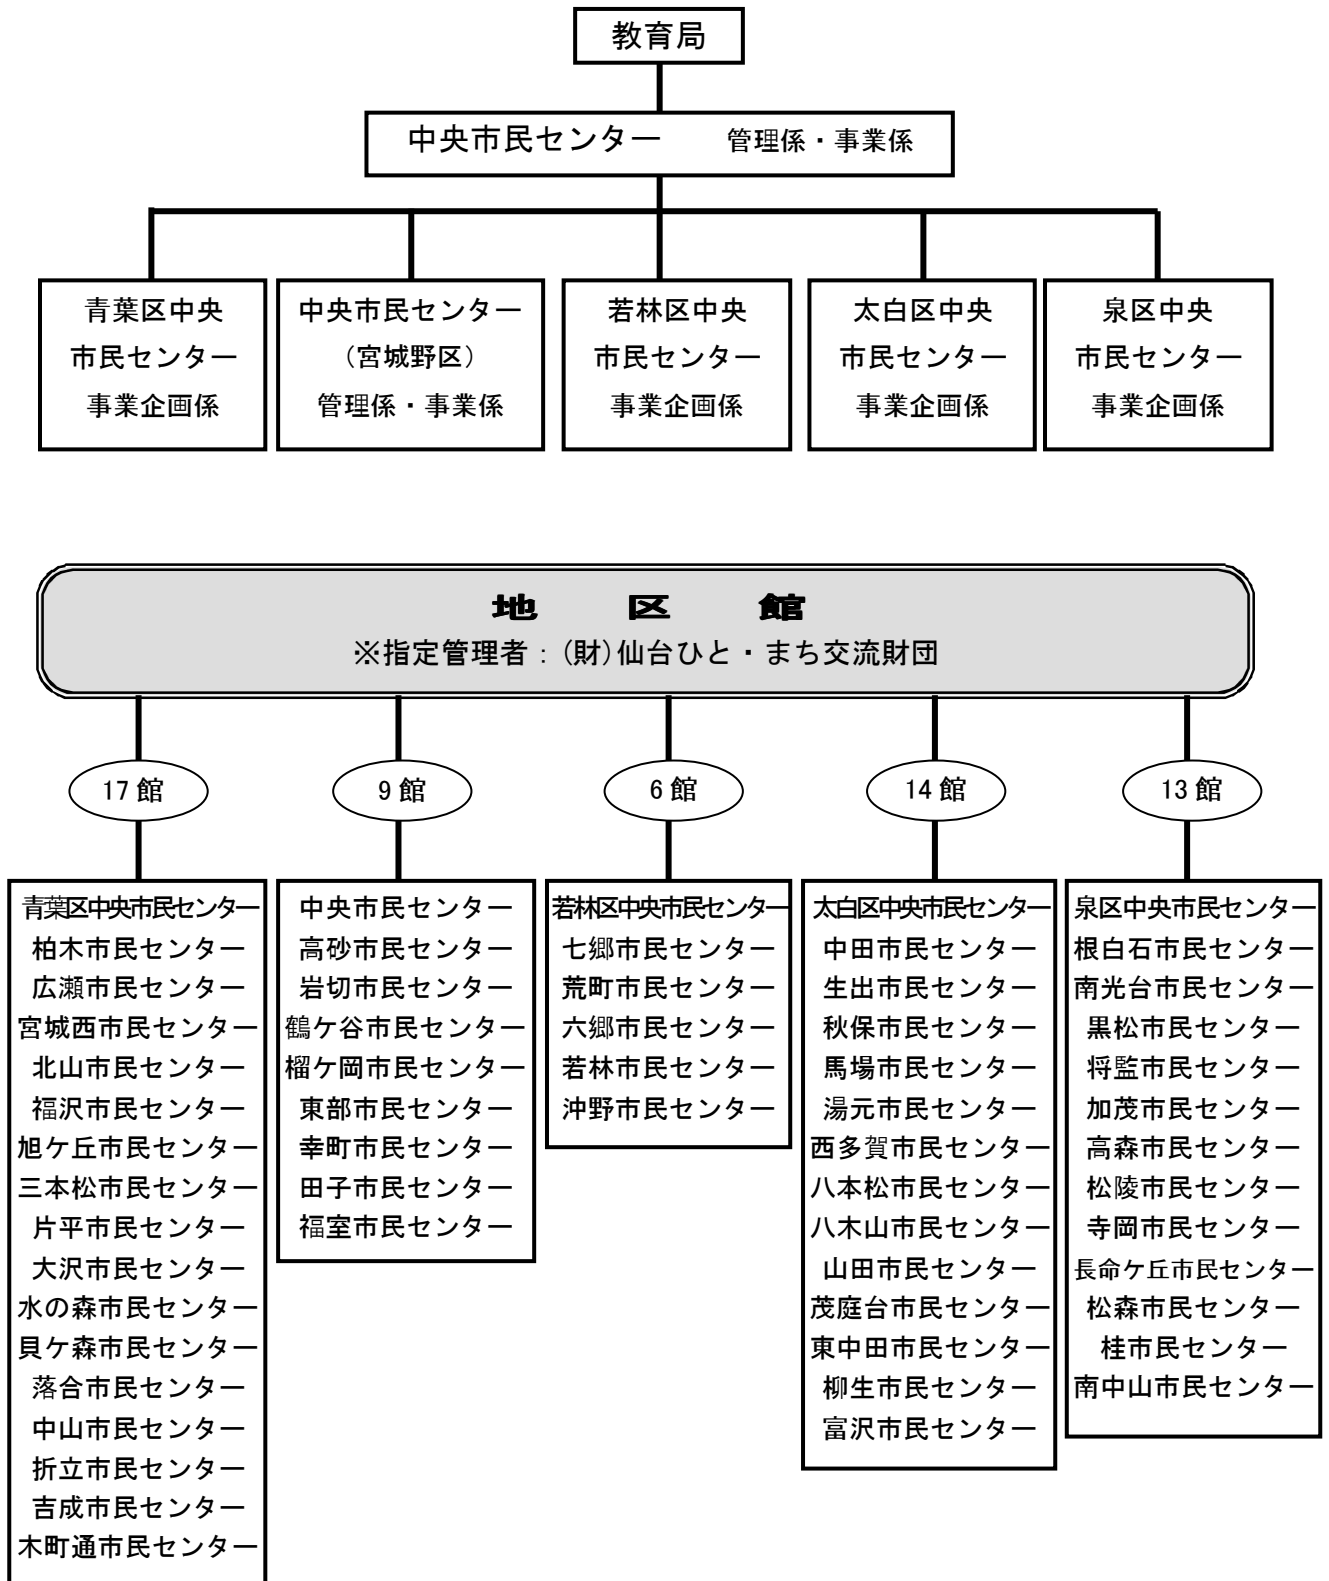 教育局
中央市民センター 管理係・事業係
青葉区中央
市民センター
事業企画係
中央市民センター
（宮城野区）
管理係・事業係
若林区中央
市民センター
事業企画係
太白区中央
市民センター
事業企画係
泉区中央
市民センター
事業企画係
地 区 館
※指定管理者：(財)仙台ひと・まち交流財団
17館
青葉区中央市民センター
柏木市民センター
広瀬市民センター
宮城西市民センター
北山市民センター
福沢市民センター
旭ケ丘市民センター
三本松市民センター
片平市民センター
大沢市民センター
水の森市民センター
貝ケ森市民センター
落合市民センター
中山市民センター
折立市民センター
吉成市民センター
木町通市民センター
9館
中央市民センター
高砂市民センター
岩切市民センター
鶴ケ谷市民センター
榴ケ岡市民センター
東部市民センター
幸町市民センター
田子市民センター
福室市民センター
6館
若林区中央市民センター
七郷市民センター
荒町市民センター
六郷市民センター
若林市民センター
沖野市民センター
14館
太白区中央市民センター
中田市民センター
生出市民センター
秋保市民センター
馬場市民センター
湯元市民センター
西多賀市民センター
八本松市民センター
八木山市民センター
山田市民センター
茂庭台市民センター
東中田市民センター
柳生市民センター
富沢市民センター
13館
泉区中央市民センター
根白石市民センター
南光台市民センター
黒松市民センター
将監市民センター
加茂市民センター
高森市民センター
松陵市民センター
寺岡市民センター
長命ケ丘市民センター
松森市民センター
桂市民センター
南中山市民センター